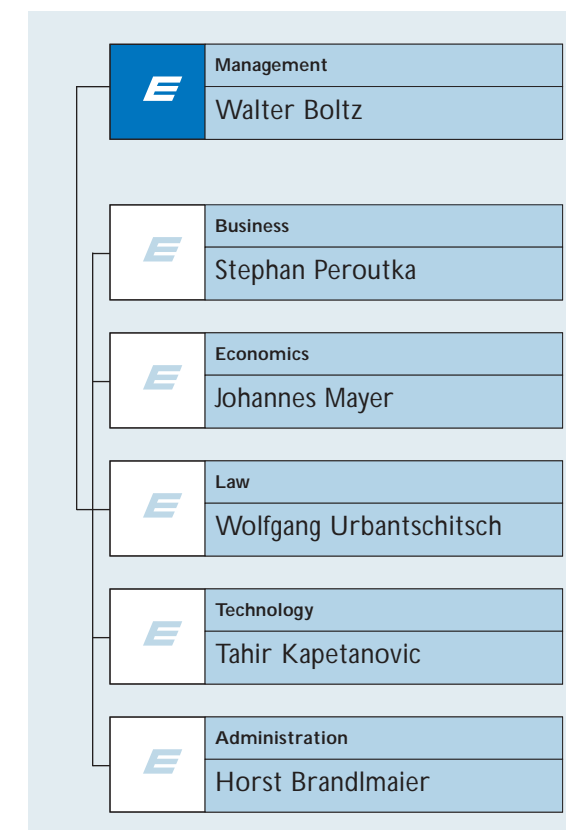 E
Management
Walter Boltz
E
Business
Stephan Peroutka
E
Economics
Johannes Mayer
E
Law
Wolfgang Urbantschitsch
E
Technology
Tahir Kapetanovic
E
Administration
Horst Brandlmaier